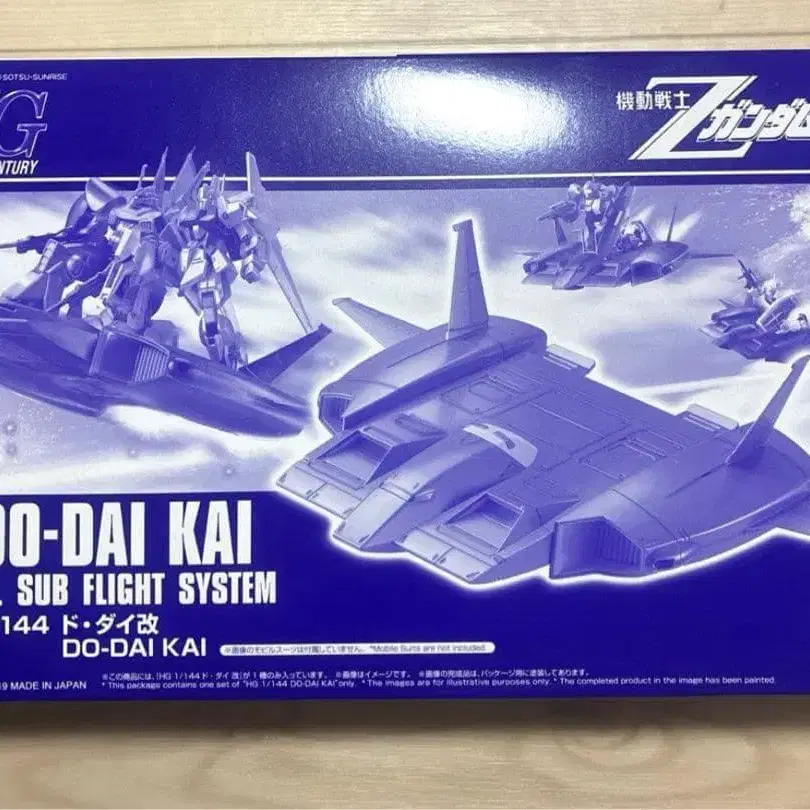 SOTSU·SUNRISE
G
NTURY
機動戦士
Zガンダム
DO-DAI KAI
SUB FLIGHT SYSTEM
144 ド・ダイ改
DO-DAI KAI
※画像のモビルスーツは付属していません。 *Mobile Suits are not included.
※この商品には、「HG 1/144 ド・ダイ 改」が1種のみ入っています。 ※画像はイメージです。 ※画像の完成品は、パッケージ用に塗装してあります。
19 MADE IN JAPAN
* This package contains one set of "HG 1/144 DO-DAI KAI" only. * The images are for illustrative purposes only. * The completed product in the image has been painted.